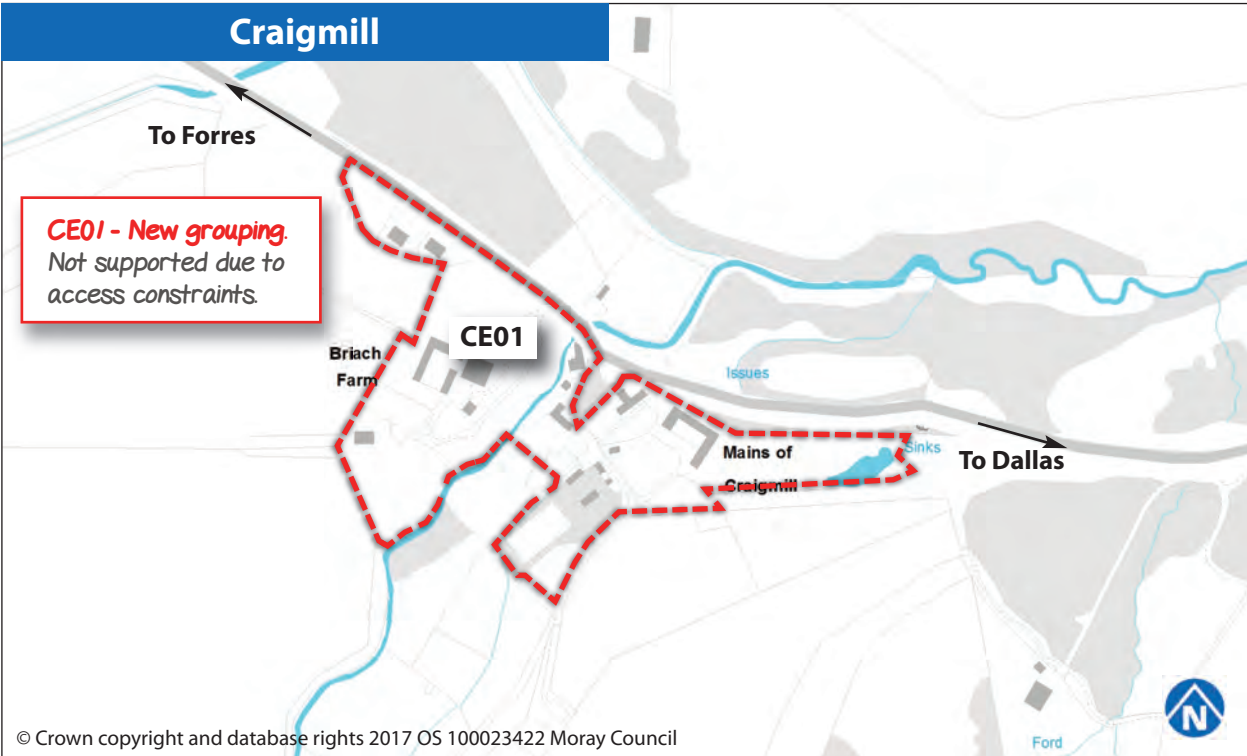 Craigmill
To Forres
CE01 - New grouping.
Not supported due to
access constraints.
CE01
Briach
Farm
Issues
Mains of
Craigmill
Sinks
To Dallas
N
Ford
© Crown copyright and database rights 2017 OS 100023422 Moray Council